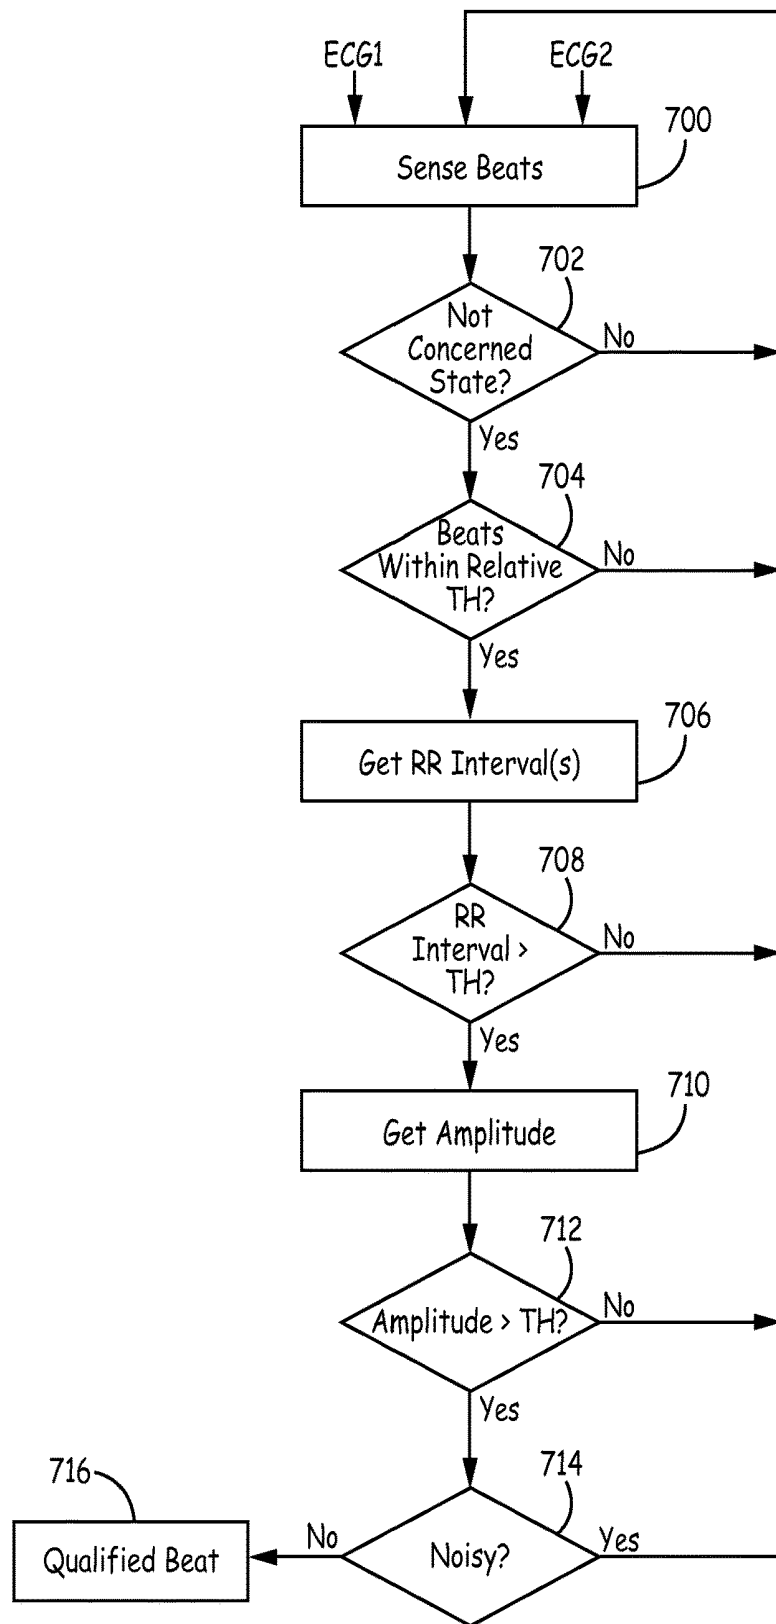 ECG1
ECG2
700
Sense Beats
702
Not
Concerned
State?
No
Yes
704
Beats
Within Relative
TH?
No
Yes
706
Get RR Interval(s)
708
RR
Interval >
TH?
No
Yes
710
Get Amplitude
712
Amplitude > TH?
No
Yes
716
714
Qualified Beat
No
Noisy?
Yes